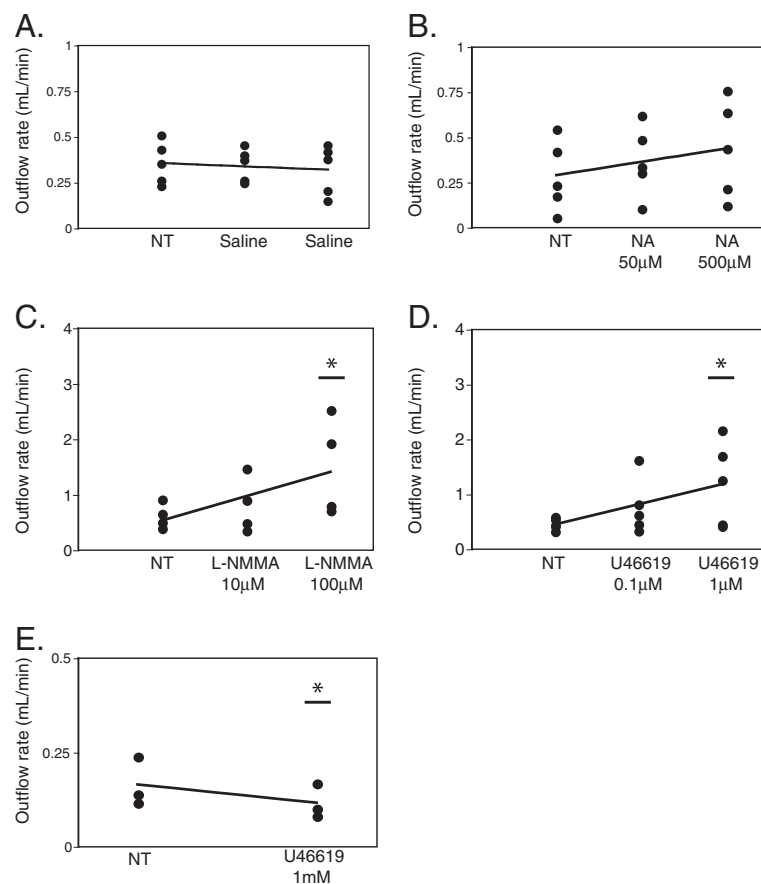 A.
Outflow rate (mL/min)
1
0.75
0.5
0.25
0
NT Saline Saline
B.
Outflow rate (mL/min)
1
0.75
0.5
0.25
0
NT NA NA
50μM 500μM
C.
Outflow rate (mL/min)
4
3
2
1
0
*
NT L-NMMA L-NMMA
10μM 100μM
D.
Outflow rate (mL/min)
4
3
2
1
0
*
NT U46619 U46619
0.1μM 1μM
E.
Outflow rate (mL/min)
0.5
0.25
0
*
NT U46619
1mM